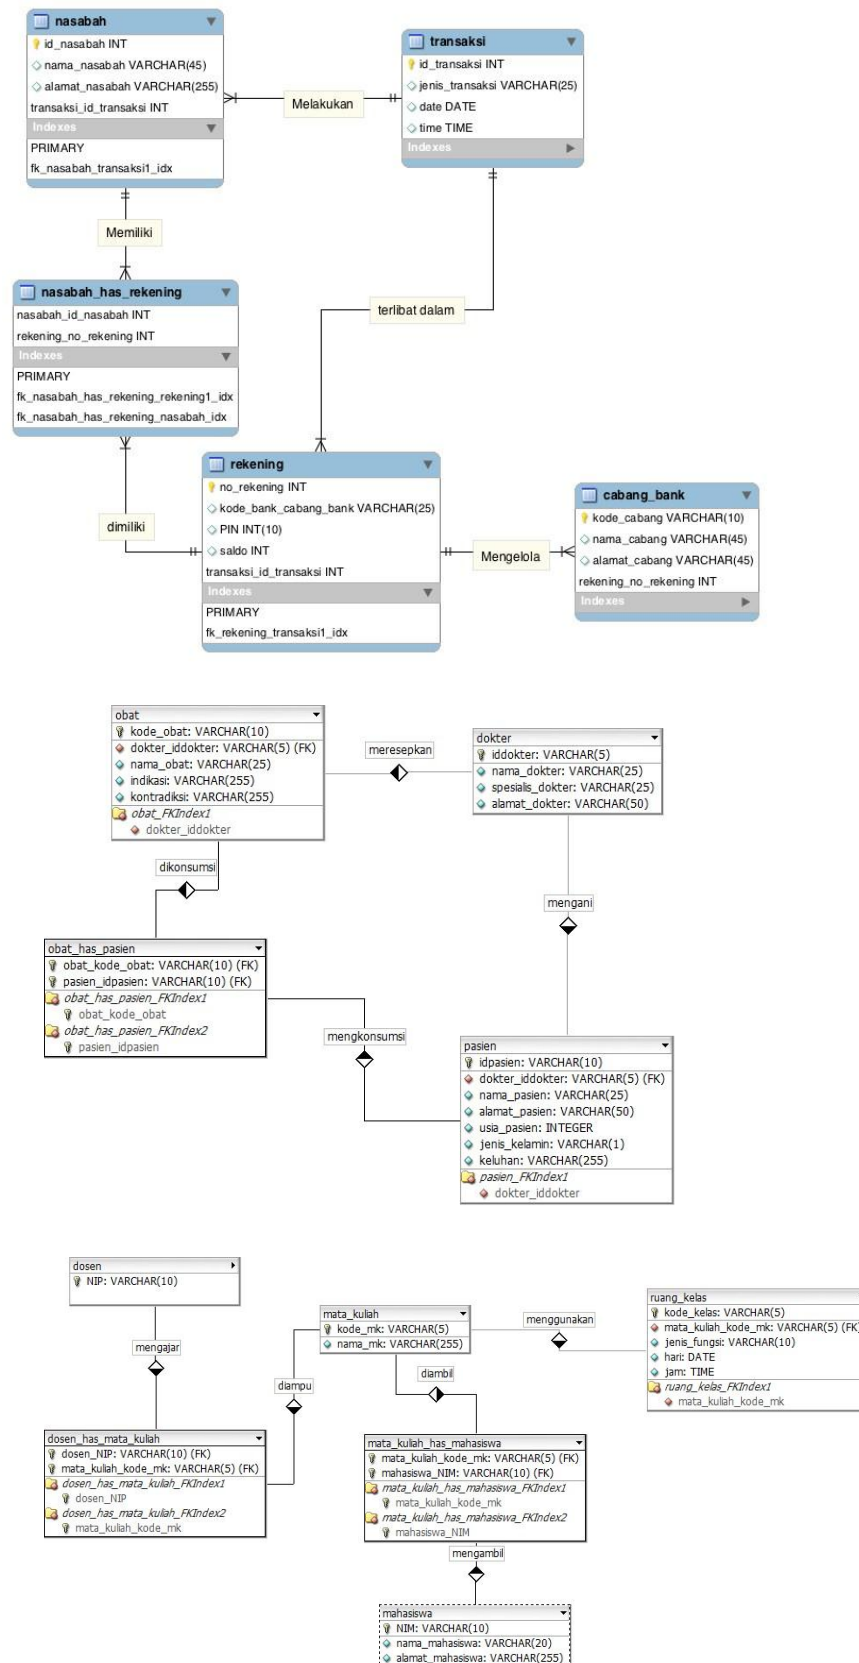 nasabah
id_nasabah INT
nama_nasabah VARCHAR(45)
alamat_nasabah VARCHAR(255)
transaksi_id_transaksi INT
Indexes
PRIMARY
fk_nasabah_transaksi1_idx
Melakukan
transaksi
id_transaksi INT
jenis_transaksi VARCHAR(25)
date DATE
time TIME
Indexes
Memiliki
nasabah_has_rekening
nasabah_id_nasabah INT
rekening_no_rekening INT
Indexes
PRIMARY
fk_nasabah_has_rekening_rekening1_idx
fk_nasabah_has_rekening_nasabah_idx
terlibat dalam
dimiliki
rekening
no_rekening INT
kode_bank_cabang_bank VARCHAR(25)
PIN INT(10)
saldo INT
transaksi_id_transaksi INT
Indexes
PRIMARY
fk_rekening_transaksi1_idx
Mengelola
cabang_bank
kode_cabang VARCHAR(10)
nama_cabang VARCHAR(45)
alamat_cabang VARCHAR(45)
rekening_no_rekening INT
Indexes
obat
kode_obat: VARCHAR(10)
dokter_iddokter: VARCHAR(5) (FK)
nama_obat: VARCHAR(25)
indikasi: VARCHAR(255)
kontradiksi: VARCHAR(255)
obat_FKIndex1
dokter_iddokter
meresepkan
dokter
iddokter: VARCHAR(5)
nama_dokter: VARCHAR(25)
spesialis_dokter: VARCHAR(25)
alamat_dokter: VARCHAR(50)
dikonsumsi
mengani
obat_has_pasien
obat_kode_obat: VARCHAR(10) (FK)
pasien_idpasien: VARCHAR(10) (FK)
obat_has_pasien_FKIndex1
obat_kode_obat
obat_has_pasien_FKIndex2
pasien_idpasien
mengkonsumsi
pasien
idpasien: VARCHAR(10)
dokter_iddokter: VARCHAR(5) (FK)
nama_pasien: VARCHAR(25)
alamat_pasien: VARCHAR(50)
usia_pasien: INTEGER
jenis_kelamin: VARCHAR(1)
keluhan: VARCHAR(255)
pasien_FKIndex1
dokter_iddokter
dosen
NIP: VARCHAR(10)
mengajar
mata_kuliah
kode_mk: VARCHAR(5)
nama_mk: VARCHAR(255)
menggunakan
ruang_kelas
kode_kelas: VARCHAR(5)
mata_kuliah_kode_mk: VARCHAR(5) (FK)
jenis_fungsi: VARCHAR(10)
hari: DATE
jam: TIME
ruang_kelas_FKIndex1
mata_kuliah_kode_mk
diampu
diambil
dosen_has_mata_kuliah
dosen_NIP: VARCHAR(10) (FK)
mata_kuliah_kode_mk: VARCHAR(5) (FK)
dosen_has_mata_kuliah_FKIndex1
dosen_NIP
dosen_has_mata_kuliah_FKIndex2
mata_kuliah_kode_mk
mata_kuliah_has_mahasiswa
mata_kuliah_kode_mk: VARCHAR(5) (FK)
mahasiswa_NIM: VARCHAR(10) (FK)
mata_kuliah_has_mahasiswa_FKIndex1
mata_kuliah_kode_mk
mata_kuliah_has_mahasiswa_FKIndex2
mahasiswa_NIM
mengambil
mahasiswa
NIM: VARCHAR(10)
nama_mahasiswa: VARCHAR(20)
alamat_mahasiswa: VARCHAR(255)